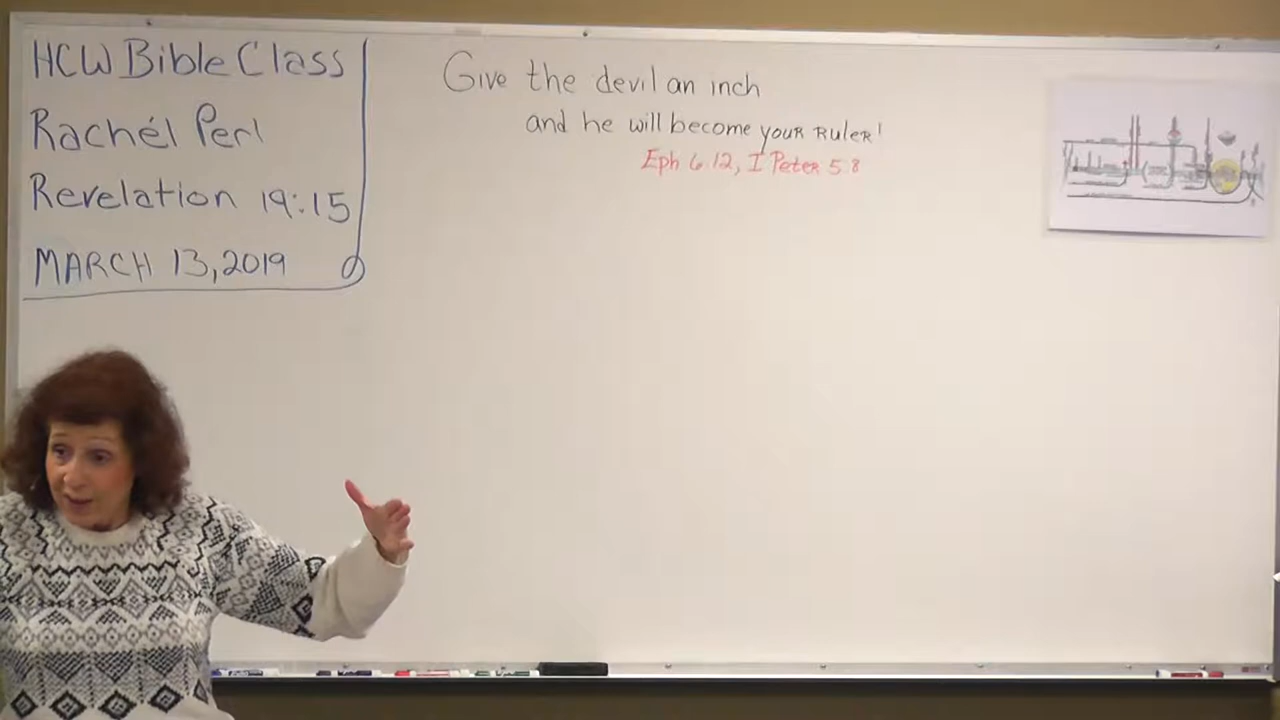 HCW Bible Class
Rachél Perl
Revelation 19:15
MARCH 13, 2019
Give the devil an inch
and he will become your RuleR!
Eph 6:12, I Peter 5:8